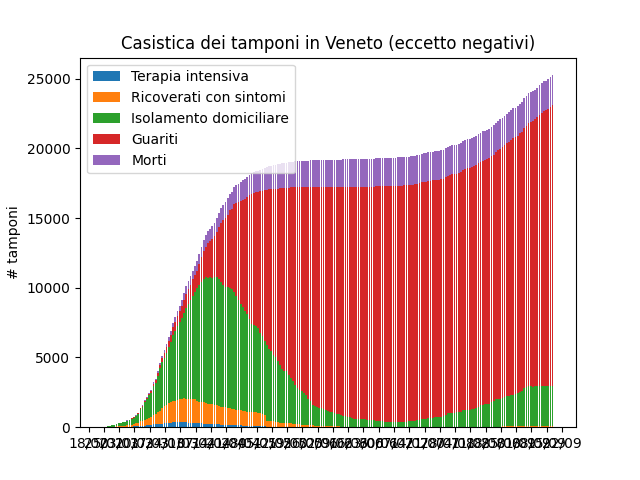 Casistica dei tamponi in Veneto (eccetto negativi)
Terapia intensiva
Ricoverati con sintomi
Isolamento domiciliare
Guariti
Morti
# tamponi
25000
20000
15000
10000
5000
0